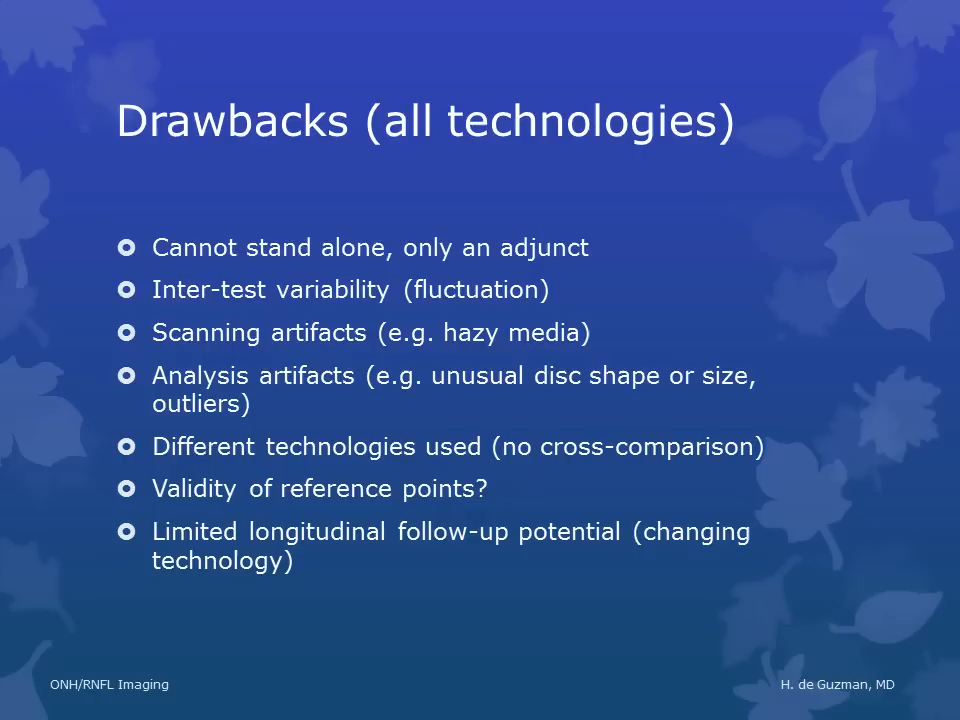 Drawbacks (all technologies)
Cannot stand alone, only an adjunct
Inter-test variability (fluctuation)
Scanning artifacts (e.g. hazy media)
Analysis artifacts (e.g. unusual disc shape or size,
outliers)
Different technologies used (no cross-comparison)
Validity of reference points?
Limited longitudinal follow-up potential (changing
technology)
ONH/RNFL Imaging
H. de Guzman, MD